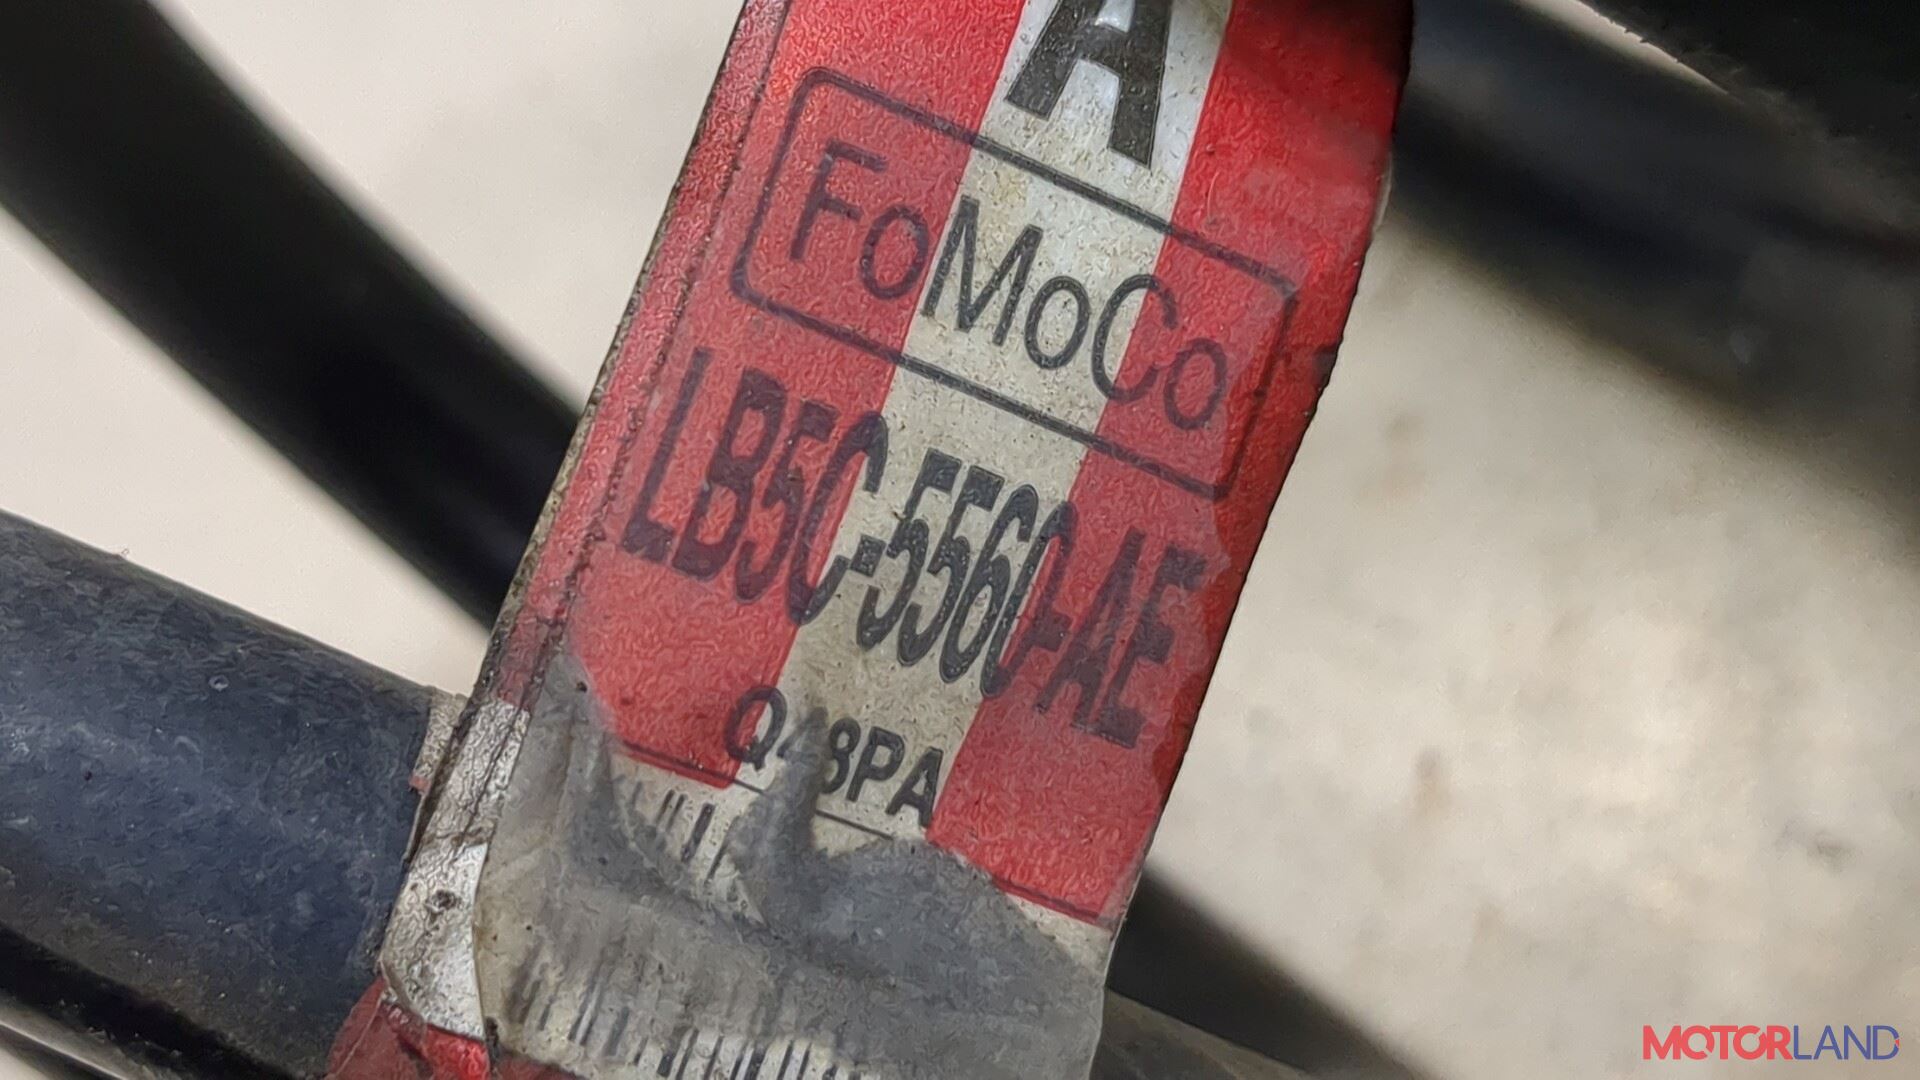 A
FoMoCo
LB5C-5560-AE
Q48PA
MOTORLAND